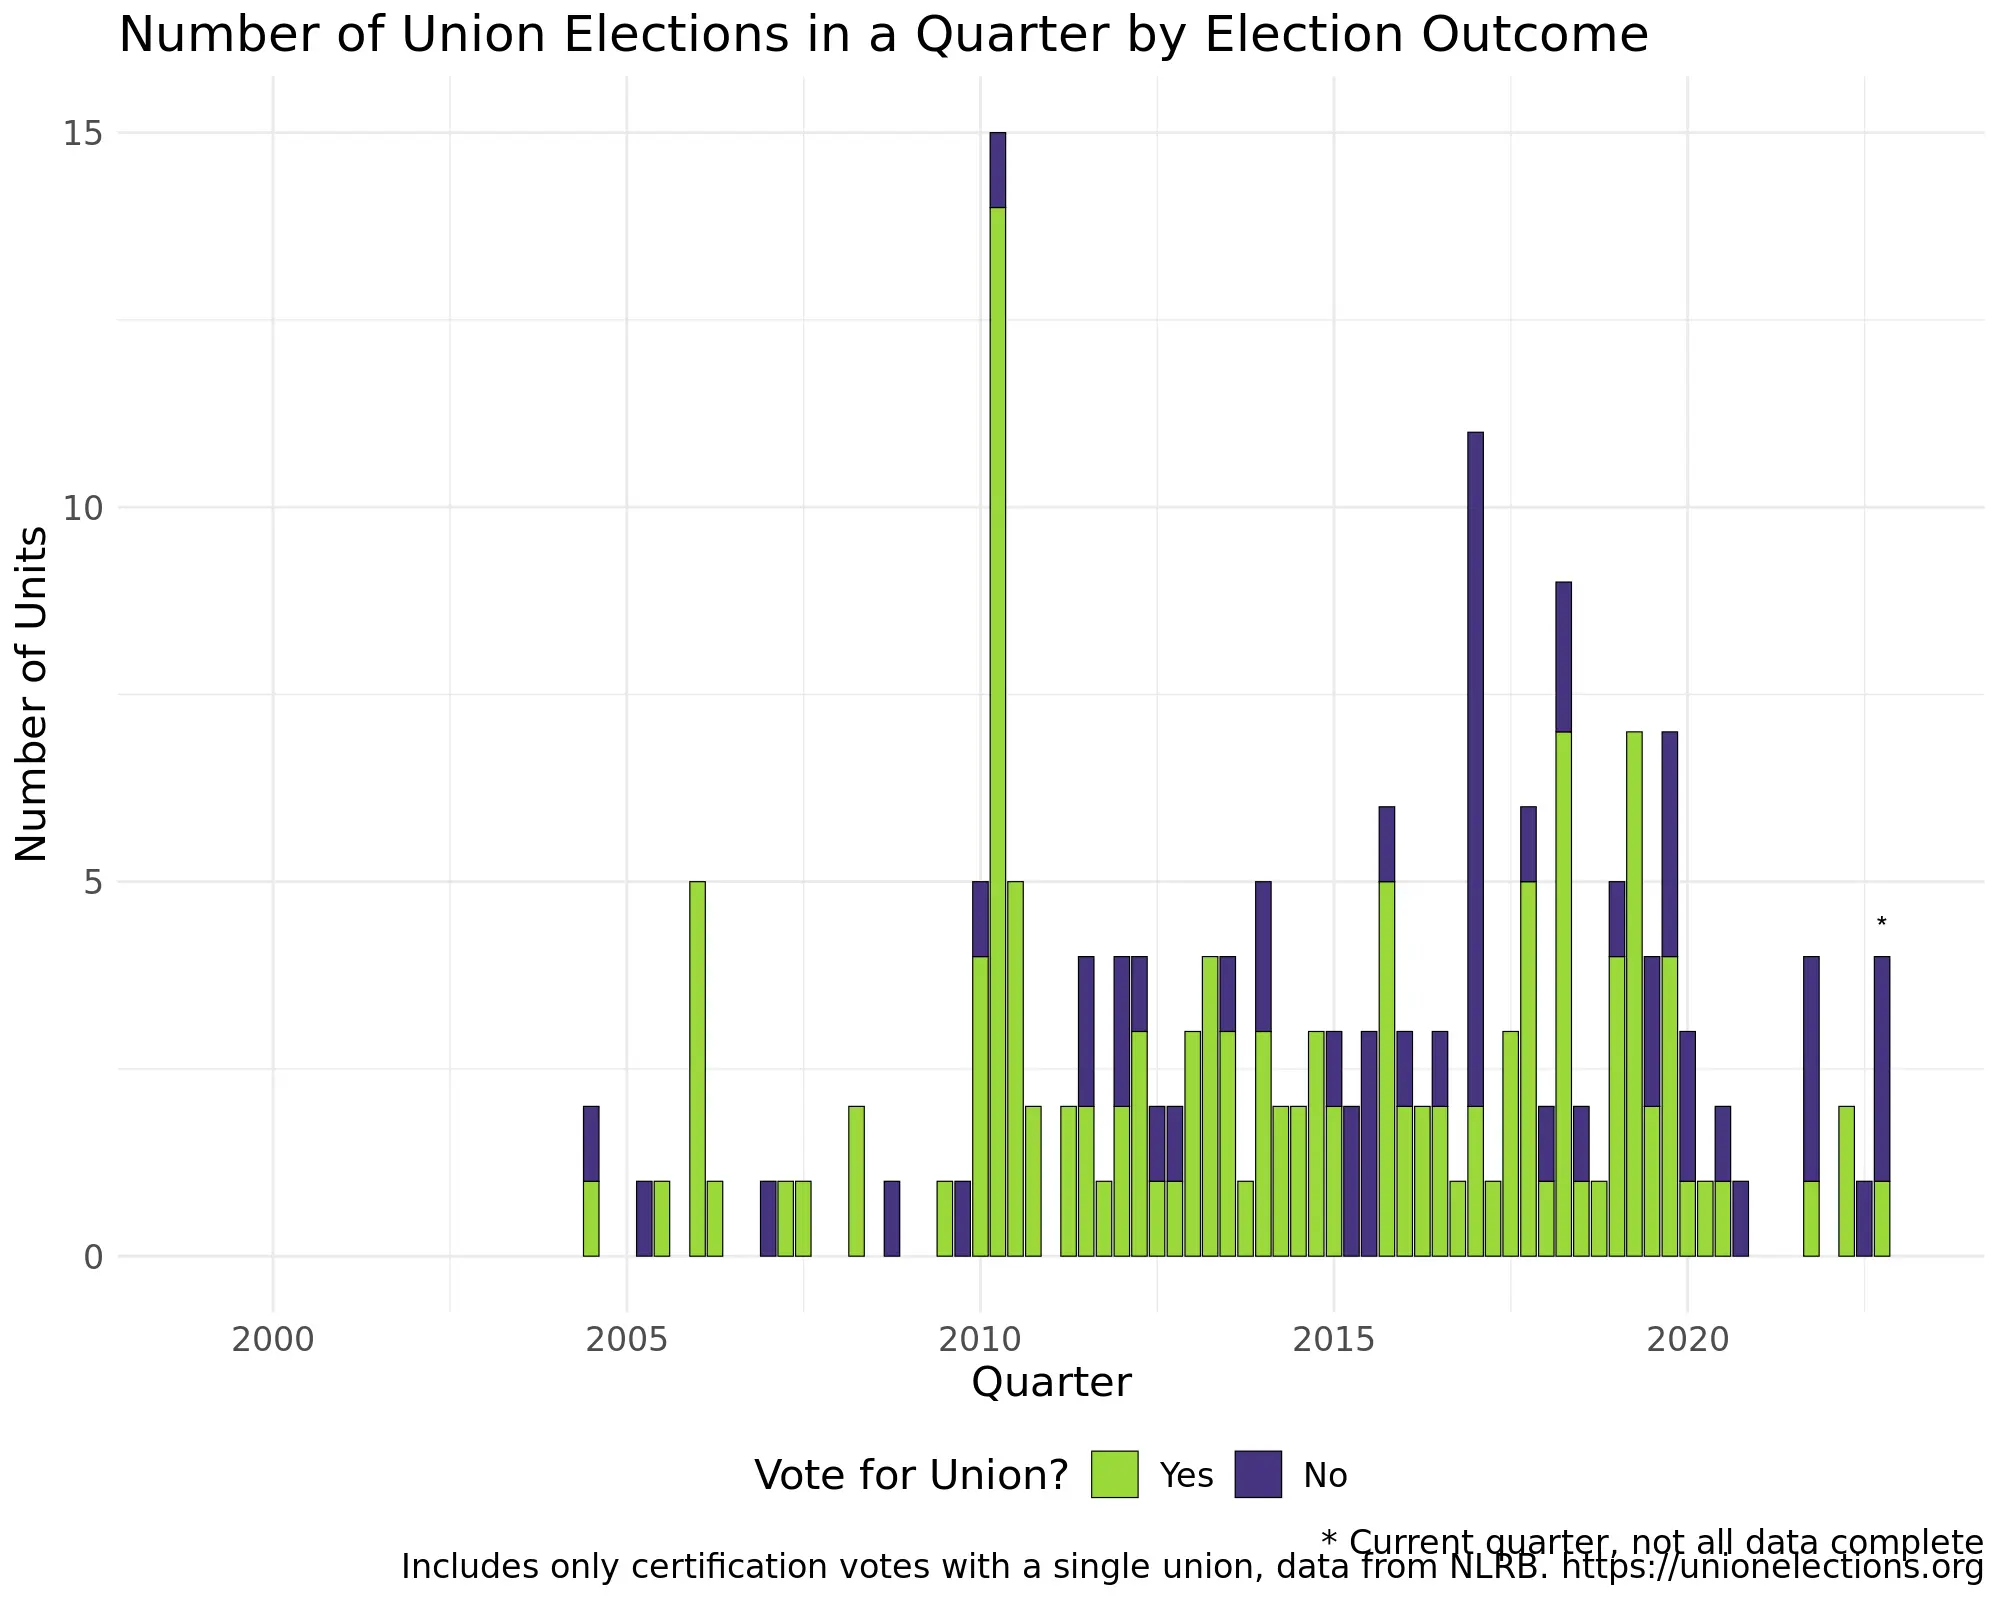 Number of Union Elections in a Quarter by Election Outcome
15
10
5
0
Number of Units
*
2000 2005 2010 2015 2020
Quarter
Vote for Union? Yes No
* Current quarter, not all data complete
Includes only certification votes with a single union, data from NLRB. https://unionelections.org